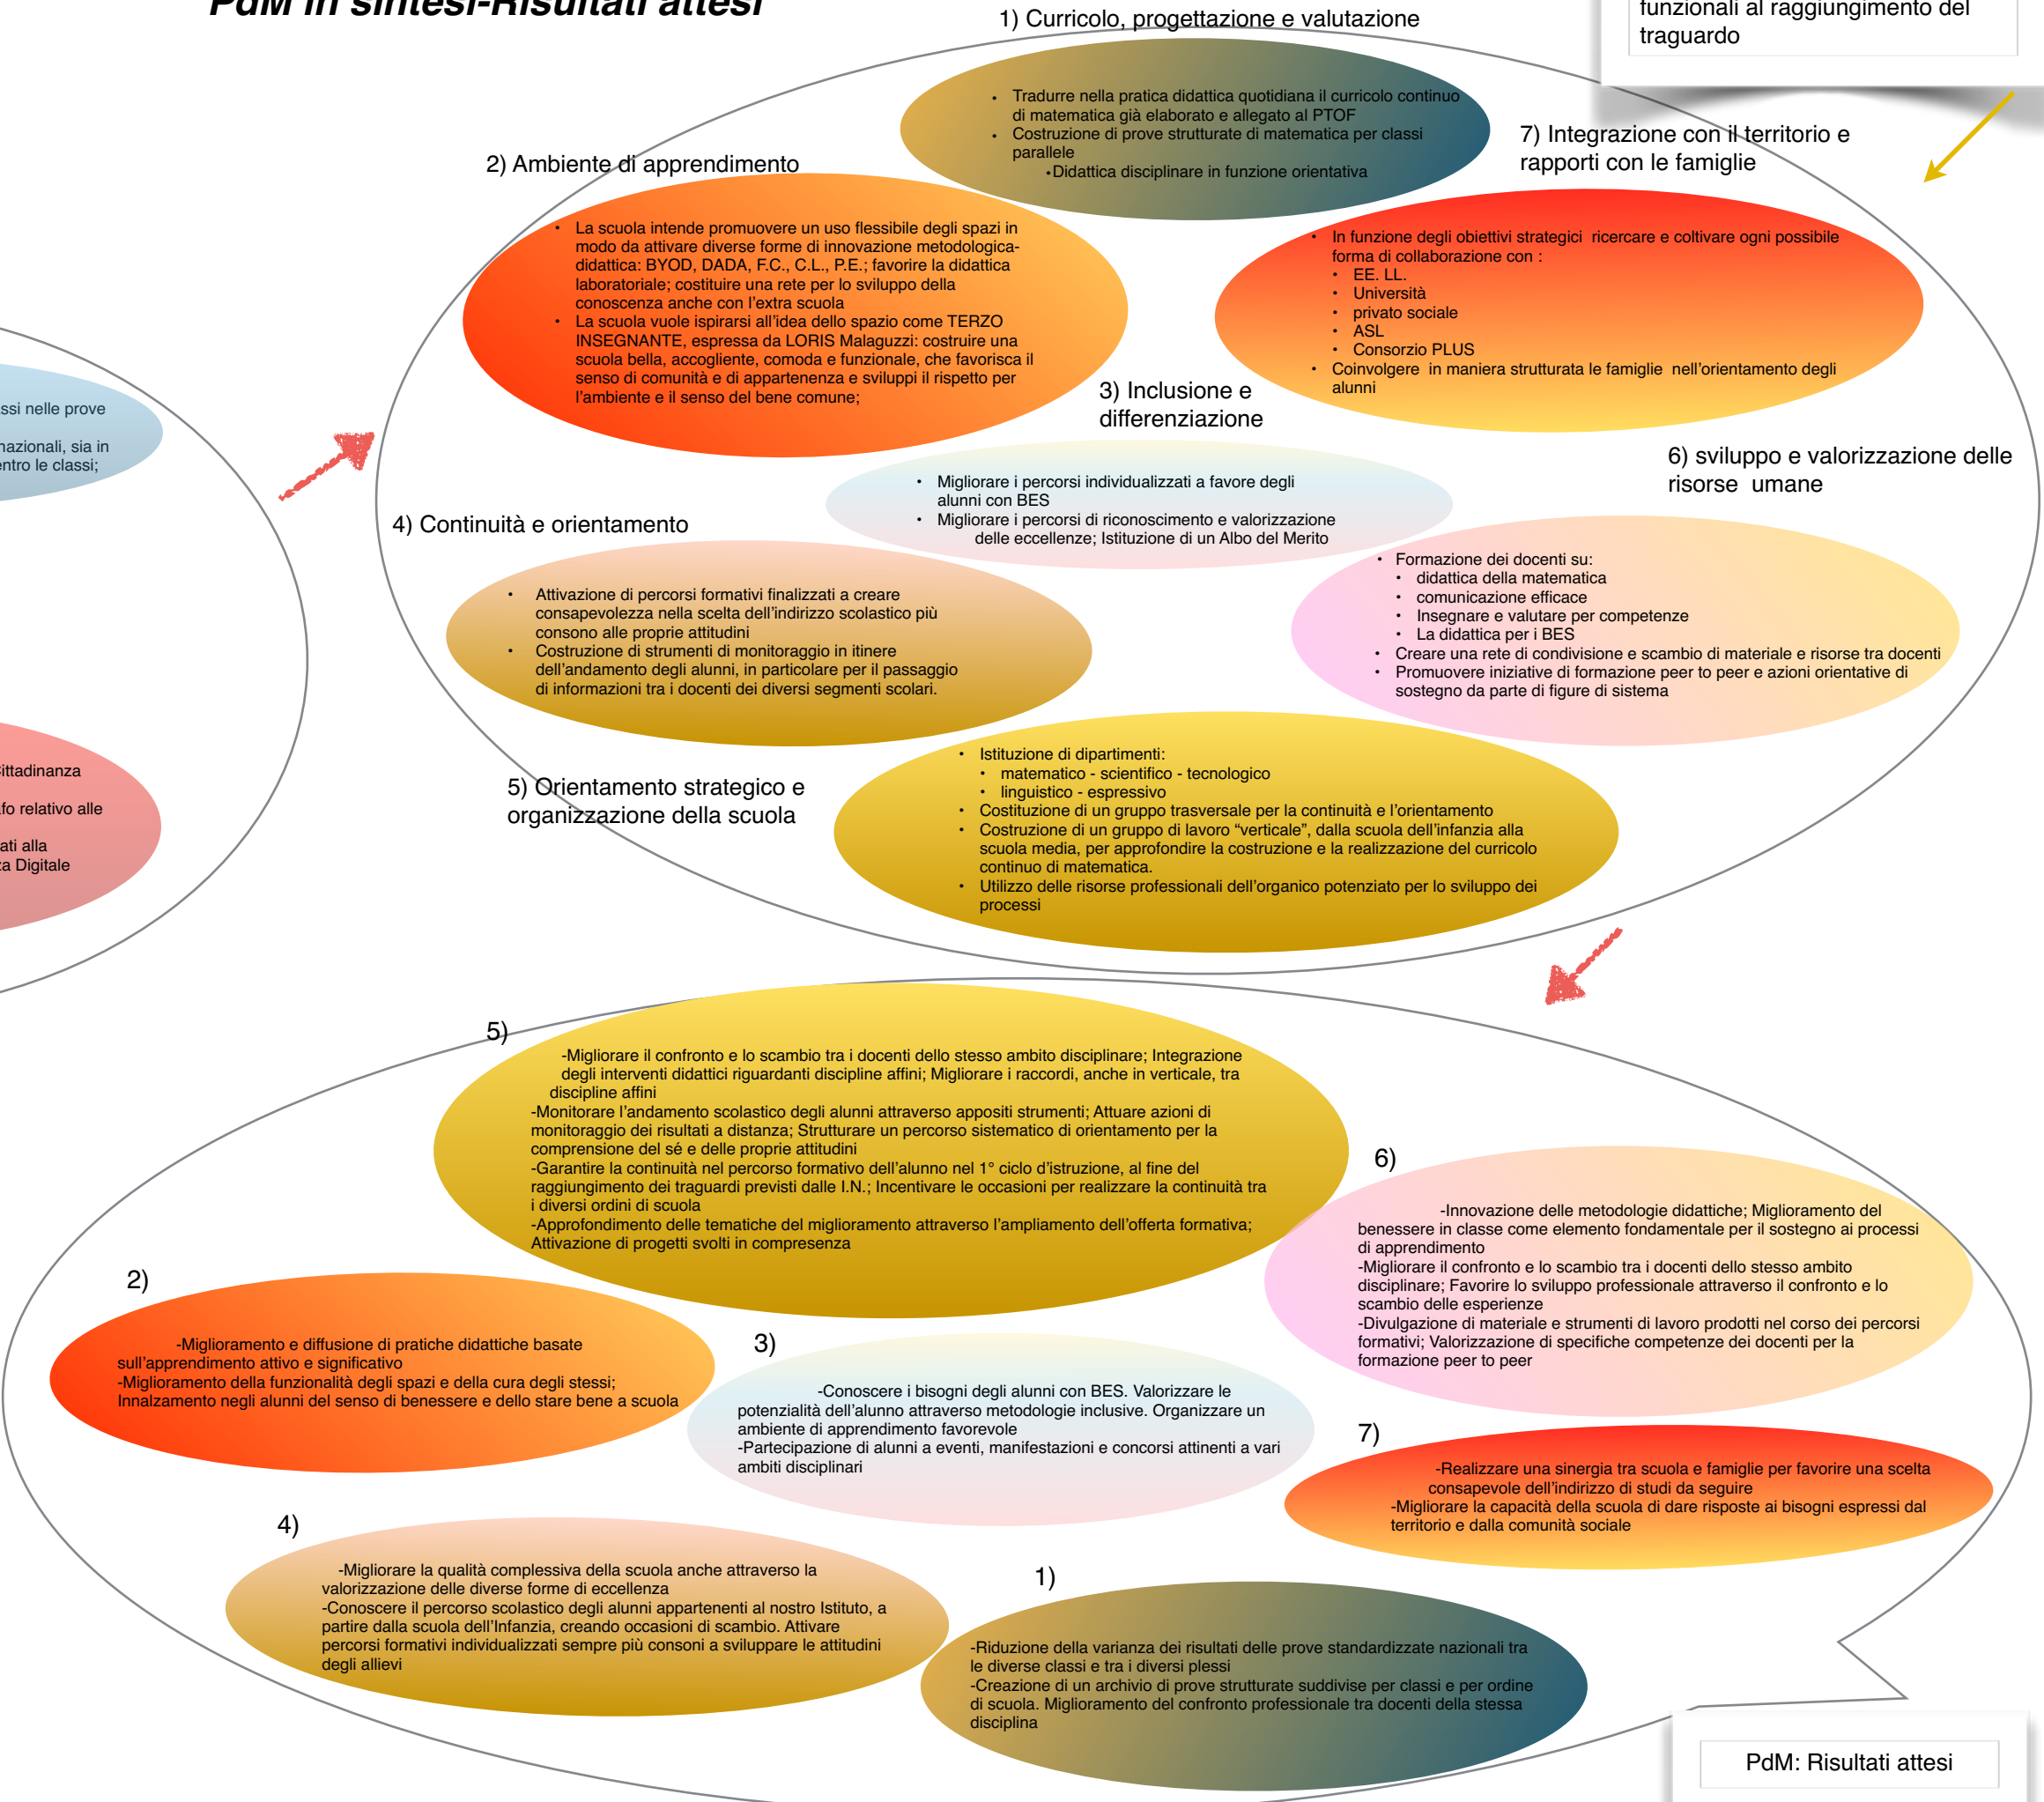 PdM in sintesi-Risultati attesi
funzionali al raggiungimento del
traguardo
1) Curricolo, progettazione e valutazione
• Tradurre nella pratica didattica quotidiana il curricolo continuo
di matematica già elaborato e allegato al PTOF
• Costruzione di prove strutturate di matematica per classi
parallele
•Didattica disciplinare in funzione orientativa
2) Ambiente di apprendimento
• La scuola intende promuovere un uso flessibile degli spazi in
modo da attivare diverse forme di innovazione metodologica-
didattica: BYOD, DADA, F.C., C.L., P.E.; favorire la didattica
laboratoriale; costituire una rete per lo sviluppo della
conoscenza anche con l'extra scuola
• La scuola vuole ispirarsi all'idea dello spazio come TERZO
INSEGNANTE, espressa da LORIS Malaguzzi: costruire una
scuola bella, accogliente, comoda e funzionale, che favorisca il
senso di comunità e di appartenenza e sviluppi il rispetto per
l'ambiente e il senso del bene comune;
7) Integrazione con il territorio e
rapporti con le famiglie
• In funzione degli obiettivi strategici ricercare e coltivare ogni possibile
forma di collaborazione con :
• EE. LL.
• Università
• privato sociale
• ASL
• Consorzio PLUS
• Coinvolgere in maniera strutturata le famiglie nell'orientamento degli
alunni
3) Inclusione e
differenziazione
• Migliorare i percorsi individualizzati a favore degli
alunni con BES
• Migliorare i percorsi di riconoscimento e valorizzazione
delle eccellenze; Istituzione di un Albo del Merito
6) sviluppo e valorizzazione delle
risorse umane
• Formazione dei docenti su:
• didattica della matematica
• comunicazione efficace
• Insegnare e valutare per competenze
• La didattica per i BES
• Creare una rete di condivisione e scambio di materiale e risorse tra docenti
• Promuovere iniziative di formazione peer to peer e azioni orientative di
sostegno da parte di figure di sistema
4) Continuità e orientamento
• Attivazione di percorsi formativi finalizzati a creare
consapevolezza nella scelta dell'indirizzo scolastico più
consono alle proprie attitudini
• Costruzione di strumenti di monitoraggio in itinere
dell'andamento degli alunni, in particolare per il passaggio
di informazioni tra i docenti dei diversi segmenti scolari.
5) Orientamento strategico e
organizzazione della scuola
• Istituzione di dipartimenti:
• matematico - scientifico - tecnologico
• linguistico - espressivo
• Costituzione di un gruppo trasversale per la continuità e l'orientamento
• Costruzione di un gruppo di lavoro “verticale”, dalla scuola dell'infanzia alla
scuola media, per approfondire la costruzione e la realizzazione del curricolo
continuo di matematica.
• Utilizzo delle risorse professionali dell'organico potenziato per lo sviluppo dei
processi
nelle prove
nazionali, sia in
entro le classi;
ittadinanza
relativo alle
alla
Digitale
5)
-Migliorare il confronto e lo scambio tra i docenti dello stesso ambito disciplinare; Integrazione
degli interventi didattici riguardanti discipline affini; Migliorare i raccordi, anche in verticale, tra
discipline affini
-Monitorare l'andamento scolastico degli alunni attraverso appositi strumenti; Attuare azioni di
monitoraggio dei risultati a distanza; Strutturare un percorso sistematico di orientamento per la
comprensione del sé e delle proprie attitudini
-Garantire la continuità nel percorso formativo dell'alunno nel 1° ciclo d'istruzione, al fine del
raggiungimento dei traguardi previsti dalle I.N.; Incentivare le occasioni per realizzare la continuità tra
i diversi ordini di scuola
-Approfondimento delle tematiche del miglioramento attraverso l'ampliamento dell'offerta formativa;
Attivazione di progetti svolti in compresenza
6)
-Innovazione delle metodologie didattiche; Miglioramento del
benessere in classe come elemento fondamentale per il sostegno ai processi
di apprendimento
-Migliorare il confronto e lo scambio tra i docenti dello stesso ambito
disciplinare; Favorire lo sviluppo professionale attraverso il confronto e lo
scambio delle esperienze
-Divulgazione di materiale e strumenti di lavoro prodotti nel corso dei percorsi
formativi; Valorizzazione di specifiche competenze dei docenti per la
formazione peer to peer
2)
-Miglioramento e diffusione di pratiche didattiche basate
sull'apprendimento attivo e significativo
-Miglioramento della funzionalità degli spazi e della cura degli stessi;
Innalzamento negli alunni del senso di benessere e dello stare bene a scuola
3)
-Conoscere i bisogni degli alunni con BES. Valorizzare le
potenzialità dell'alunno attraverso metodologie inclusive. Organizzare un
ambiente di apprendimento favorevole
-Partecipazione di alunni a eventi, manifestazioni e concorsi attinenti a vari
ambiti disciplinari
7)
-Realizzare una sinergia tra scuola e famiglie per favorire una scelta
consapevole dell'indirizzo di studi da seguire
-Migliorare la capacità della scuola di dare risposte ai bisogni espressi dal
territorio e dalla comunità sociale
4)
-Migliorare la qualità complessiva della scuola anche attraverso la
valorizzazione delle diverse forme di eccellenza
-Conoscere il percorso scolastico degli alunni appartenenti al nostro Istituto, a
partire dalla scuola dell'Infanzia, creando occasioni di scambio. Attivare
percorsi formativi individualizzati sempre più consoni a sviluppare le attitudini
degli allievi
1)
-Riduzione della varianza dei risultati delle prove standardizzate nazionali tra
le diverse classi e tra i diversi plessi
-Creazione di un archivio di prove strutturate suddivise per classi e per ordine
di scuola. Miglioramento del confronto professionale tra docenti della stessa
disciplina
PdM: Risultati attesi